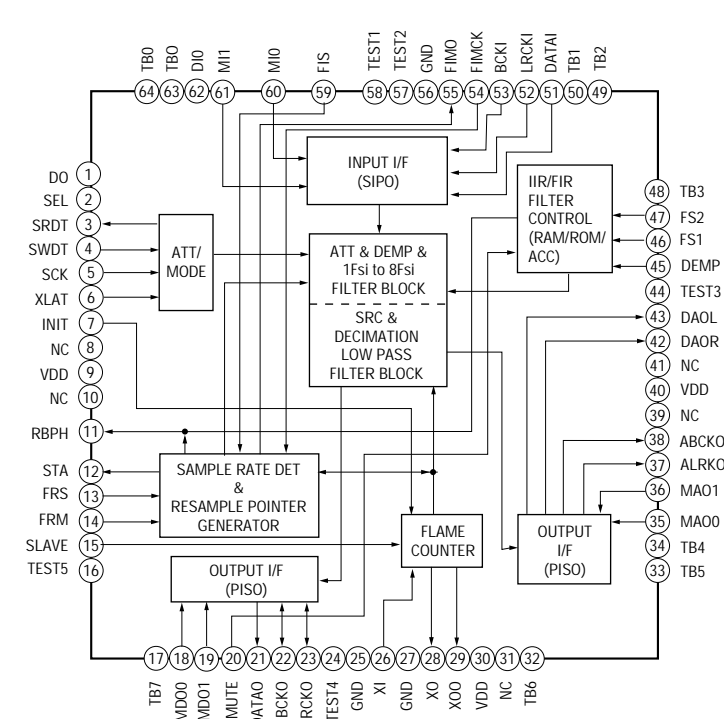 TB0
TBO
DI0
MI1
MI0
FIS
TEST1
TEST2
GND
FIMO
FIMCK
BCKI
LRCKI
DATAI
TB1
TB2
64
63
62
61
60
59
58
57
56
55
54
53
52
51
50
49
DO 1
SEL 2
SRDT 3
SWDT 4
SCK 5
XLAT 6
INIT 7
NC 8
VDD 9
NC 10
RBPH 11
STA 12
FRS 13
FRM 14
SLAVE 15
TEST5 16
ATT/
MODE
INPUT I/F
(SIPO)
ATT & DEMP &
1Fsi to 8Fsi
FILTER BLOCK
SRC &
DECIMATION
LOW PASS
FILTER BLOCK
IIR/FIR
FILTER
CONTROL
(RAM/ROM/
ACC)
SAMPLE RATE DET
&
RESAMPLE POINTER
GENERATOR
FLAME
COUNTER
OUTPUT I/F
(PISO)
OUTPUT
I/F
(PISO)
48 TB3
47 FS2
46 FS1
45 DEMP
44 TEST3
43 DAOL
42 DAOR
41 NC
40 VDD
39 NC
38 ABCKO
37 ALRKO
36 MAO1
35 MAO0
34 TB4
33 TB5
17
18
19
20
21
22
23
24
25
26
27
28
29
30
31
32
TB7
MDO0
MDO1
MUTE
DATAO
BCKO
RCKO
TEST4
GND
XI
GND
XO
XOO
VDD
NC
TB6